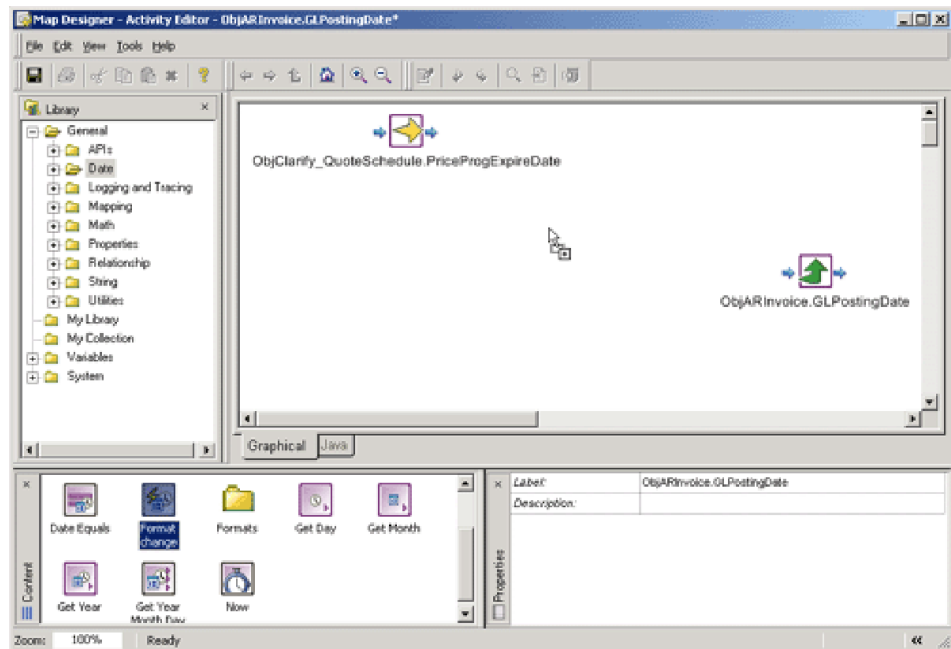 Map Designer - Activity Editor - ObjARInvoice.GLPostingDate*
File Edit View Tools Help
Library
General
APIs
Date
Logging and Tracing
Mapping
Math
Properties
Relationship
String
Utilities
My Library
My Collection
Variables
System
ObjClarify_QuoteSchedule.PriceProgExpireDate
ObjARInvoice.GLPostingDate
Graphical Java
Content
Date Equals Format change Formats Get Day Get Month
Get Year Get Year Month Day Now
Properties
Label: ObjARInvoice.GLPostingDate
Description:
Zoom: 100% Ready